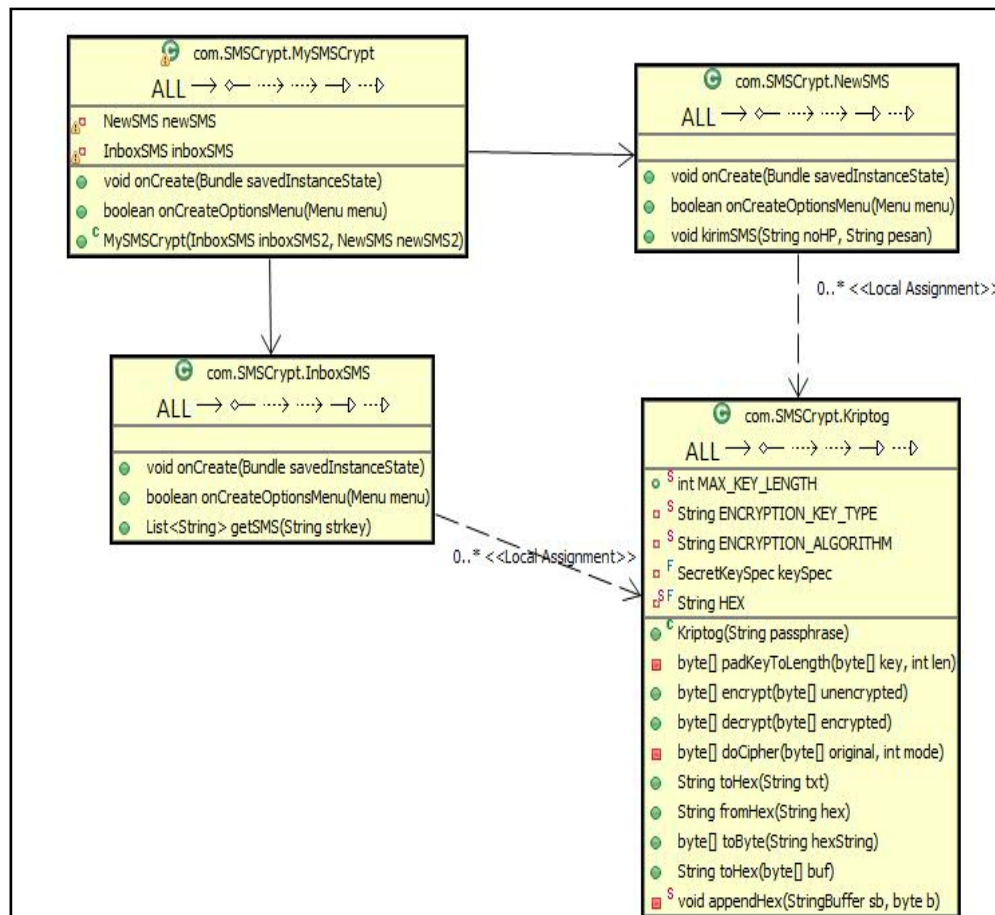 com.SMSCrypt.MySMSCrypt
ALL
NewSMS newSMS
InboxSMS inboxSMS
void onCreate(Bundle savedInstanceState)
boolean onCreateOptionsMenu(Menu menu)
C MySMSCrypt(InboxSMS inboxSMS2, NewSMS newSMS2)
com.SMSCrypt.NewSMS
ALL
void onCreate(Bundle savedInstanceState)
boolean onCreateOptionsMenu(Menu menu)
void kirimSMS(String noHP, String pesan)
0..* <<Local Assignment>>
com.SMSCrypt.InboxSMS
ALL
void onCreate(Bundle savedInstanceState)
boolean onCreateOptionsMenu(Menu menu)
List<String> getSMS(String strkey)
0..* <<Local Assignment>>
com.SMSCrypt.Kriptog
ALL
S int MAX_KEY_LENGTH
S String ENCRYPTION_KEY_TYPE
S String ENCRYPTION_ALGORITHM
F SecretKeySpec keySpec
S F String HEX
C Kriptog(String passphrase)
byte[] padKeyToLength(byte[] key, int len)
byte[] encrypt(byte[] unencrypted)
byte[] decrypt(byte[] encrypted)
byte[] doCipher(byte[] original, int mode)
String toHex(String txt)
String fromHex(String hex)
byte[] toByte(String hexString)
String toHex(byte[] buf)
S void appendHex(StringBuffer sb, byte b)